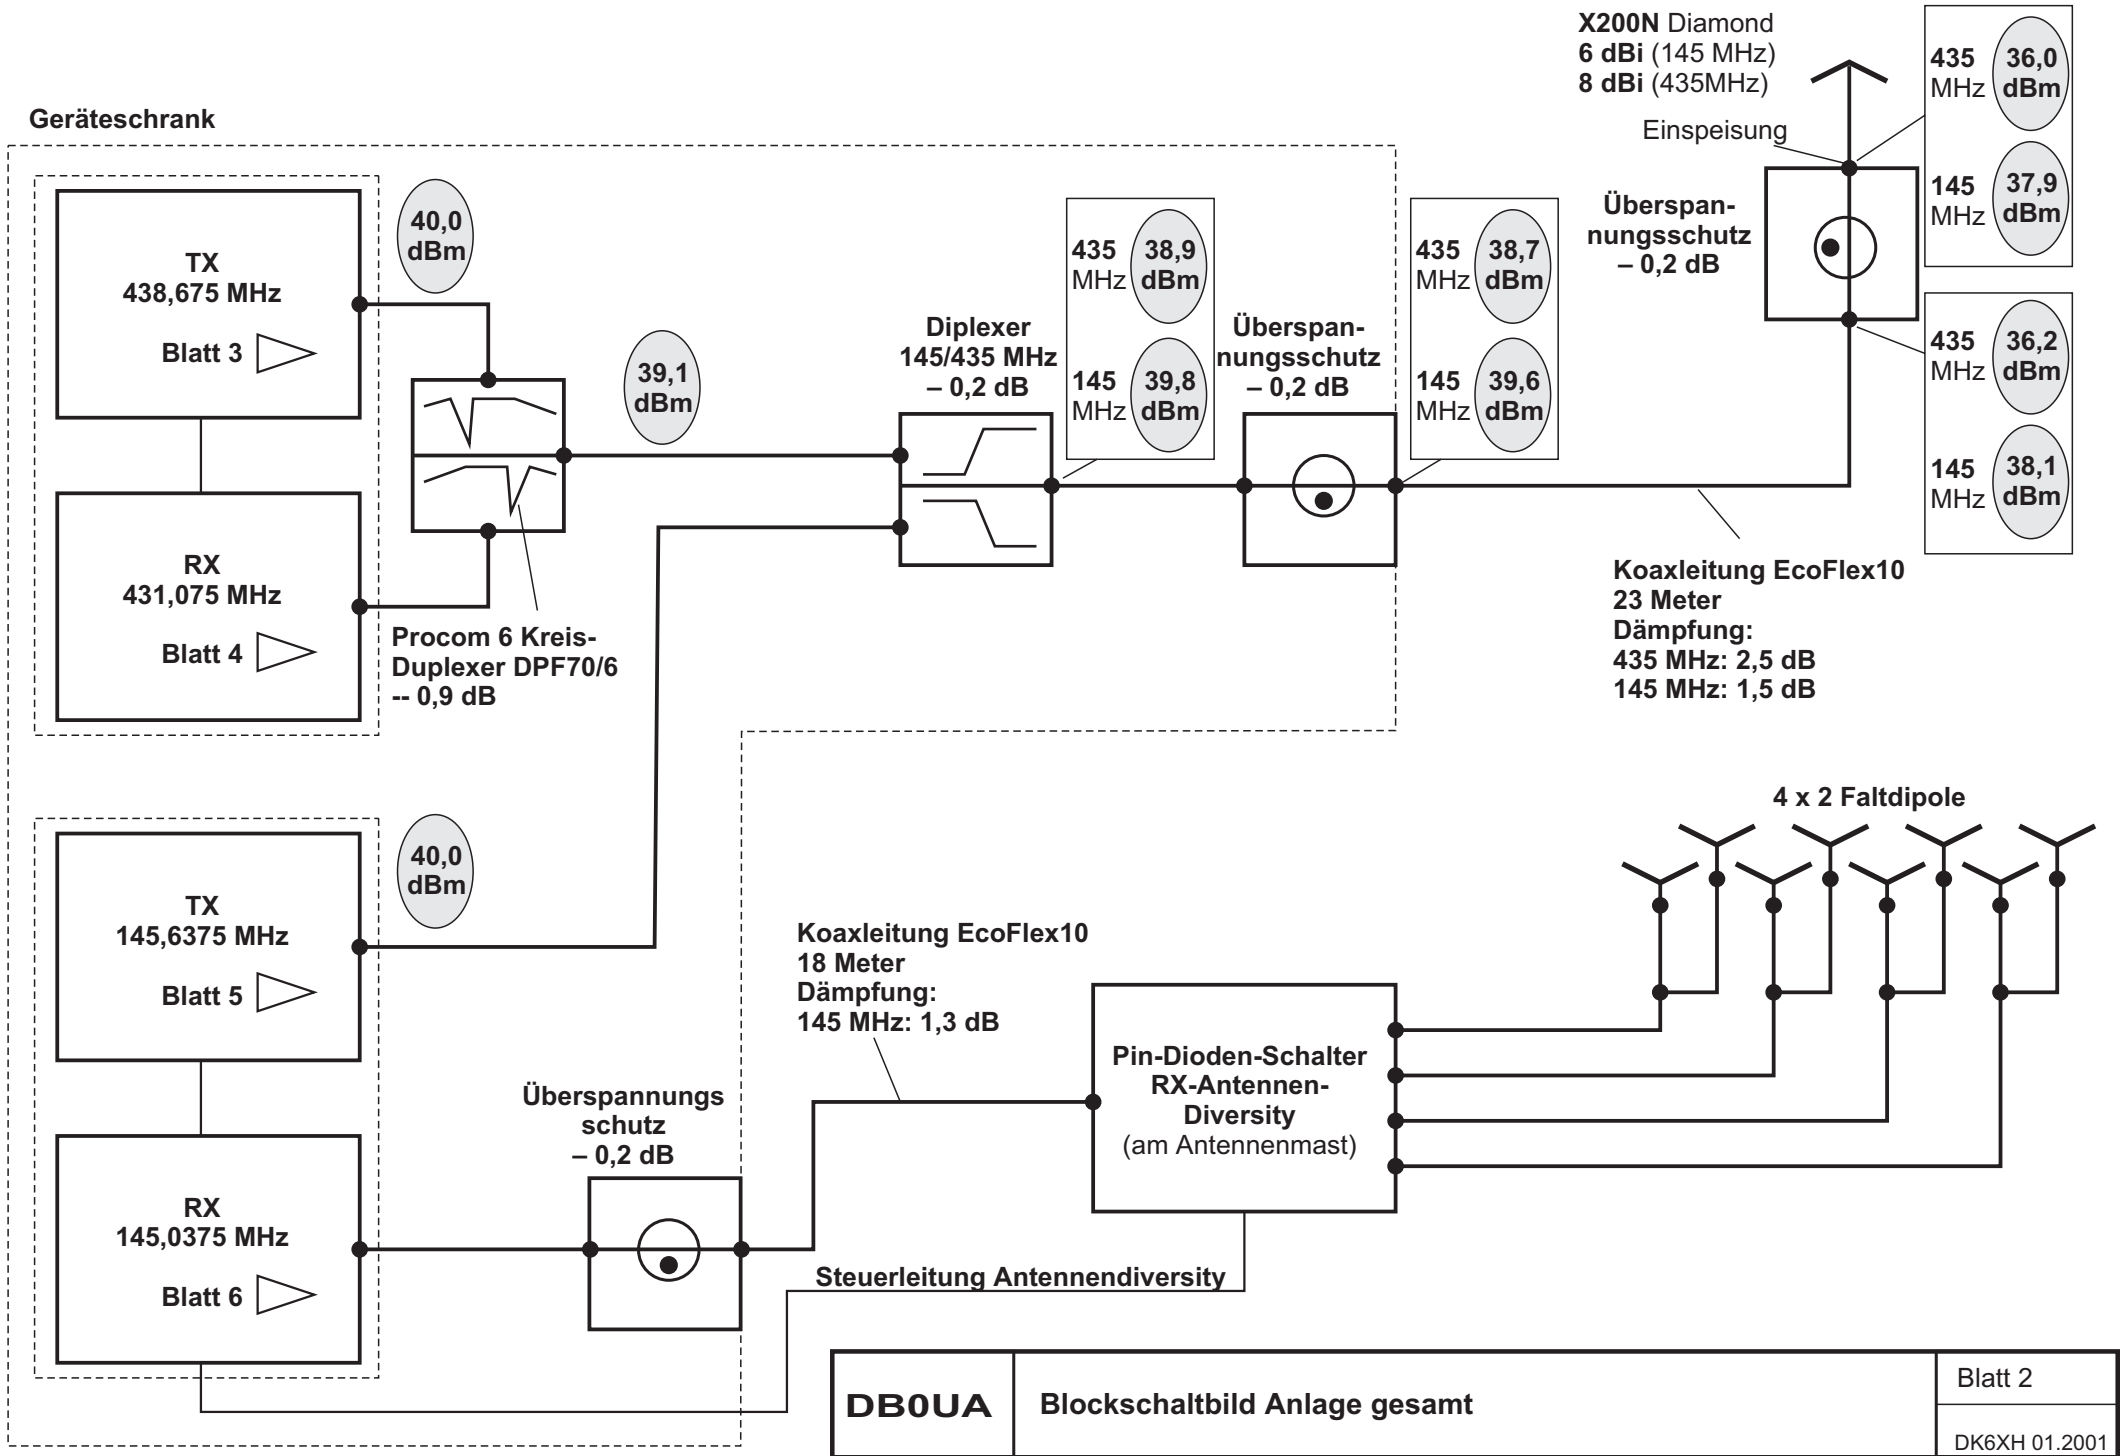 X200N Diamond
6 dBi (145 MHz)
8 dBi (435MHz)
Einspeisung
435
MHz
36,0
dBm
145
MHz
37,9
dBm
Überspan-
nungsschutz
– 0,2 dB
435
MHz
36,2
dBm
145
MHz
38,1
dBm
Geräteschrank
TX
438,675 MHz
Blatt 3
40,0
dBm
RX
431,075 MHz
Blatt 4
39,1
dBm
Procom 6 Kreis-
Duplexer DPF70/6
-- 0,9 dB
Diplexer
145/435 MHz
– 0,2 dB
435
MHz
38,9
dBm
145
MHz
39,8
dBm
Überspan-
nungsschutz
– 0,2 dB
435
MHz
38,7
dBm
145
MHz
39,6
dBm
Koaxleitung EcoFlex10
23 Meter
Dämpfung:
435 MHz: 2,5 dB
145 MHz: 1,5 dB
4 x 2 Faltdipole
TX
145,6375 MHz
Blatt 5
40,0
dBm
RX
145,0375 MHz
Blatt 6
Überspannungs
schutz
– 0,2 dB
Koaxleitung EcoFlex10
18 Meter
Dämpfung:
145 MHz: 1,3 dB
Pin-Dioden-Schalter
RX-Antennen-
Diversity
(am Antennenmast)
Steuerleitung Antennendiversity
DB0UA
Blockschaltbild Anlage gesamt
Blatt 2
DK6XH 01.2001